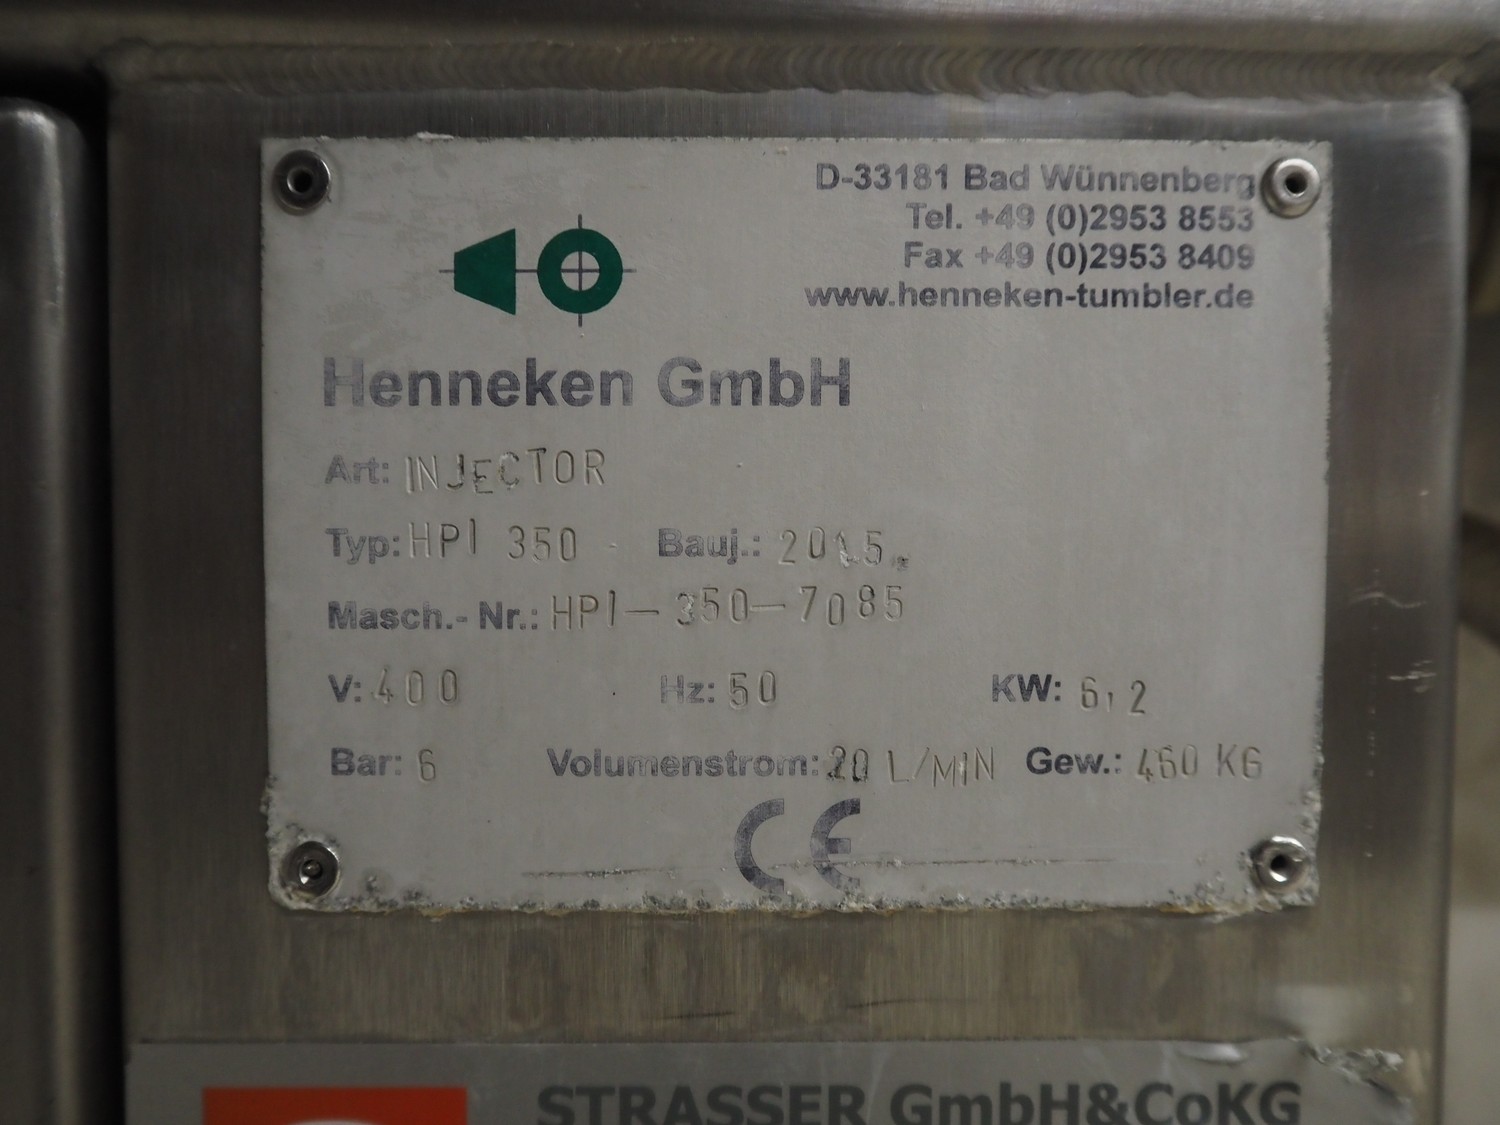 D-33181 Bad Wünnenberg
Tel. +49 (0)2953 8553
Fax +49 (0)2953 8409
www.henneken-tumbler.de
Henneken GmbH
Art: INJECTOR
Typ: HPI 350 Bauj.: 2015
Masch.- Nr.: HPI-350-7085
V: 400 Hz: 50 KW: 6,2
Bar: 6 Volumenstrom: 20 L/MIN Gew.: 460 KG
CE
STRASSER GmbH&CoKG